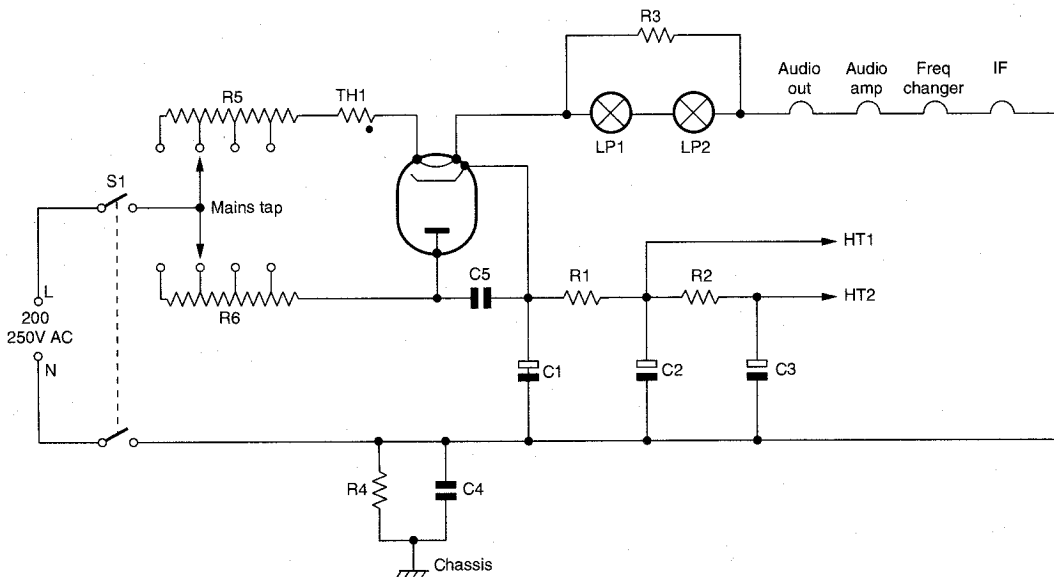 R3
Audio out
Audio amp
Freq changer
IF
R5
TH1
LP1
LP2
S1
Mains tap
HT1
C5
R1
R2
HT2
L
200
250V AC
R6
N
C1
C2
C3
R4
C4
Chassis